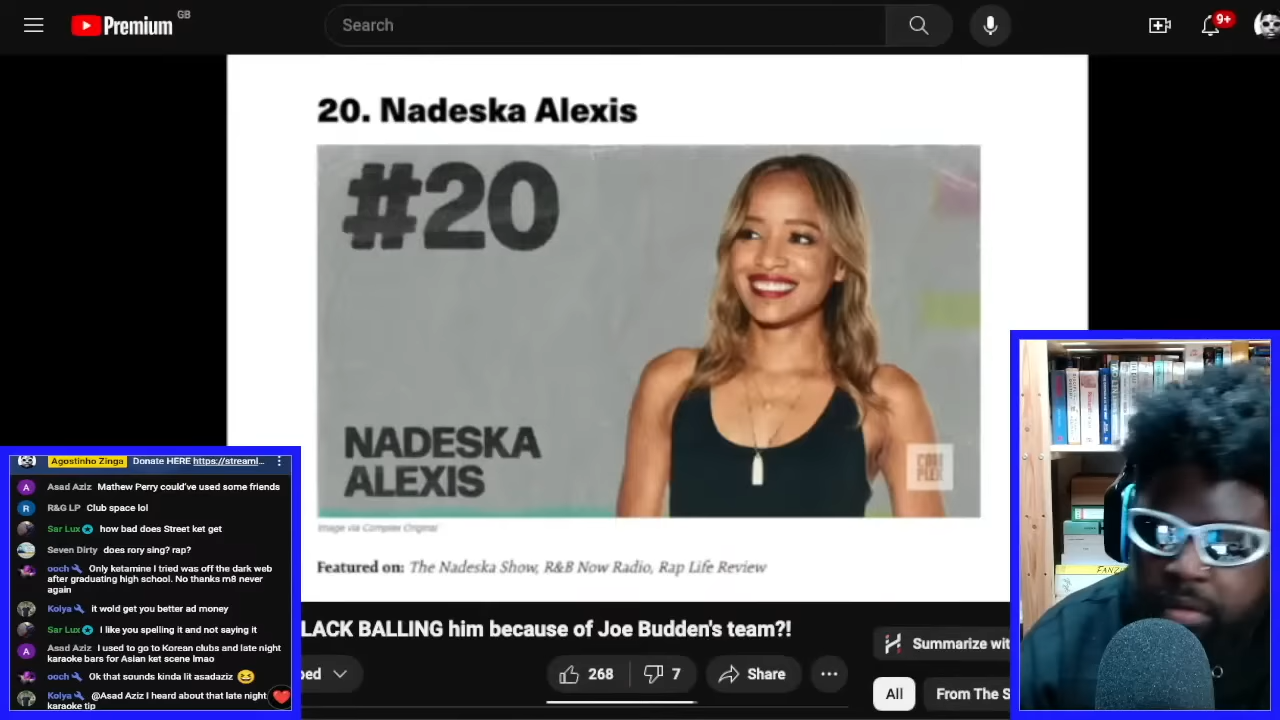 Premium GB
Search
9+
20. Nadeska Alexis
#20
NADESKA
ALEXIS
COM
PLEX
Image via Complex Original
Featured on: The Nadeska Show, R&B Now Radio, Rap Life Review
LACK BALLING him because of Joe Budden's team?!
268
7
Share
Summarize wit
All
From The S
Agostinho Zinga Donate HERE https://streaml...
Asad Aziz Mathew Perry could've used some friends
R&G LP Club space lol
Sar Lux how bad does Street ket get
Seven Dirty does rory sing? rap?
ooch Only ketamine I tried was off the dark web
after graduating high school. No thanks m8 never
again
Kolya it wold get you better ad money
Sar Lux I like you spelling it and not saying it
Asad Aziz I used to go to Korean clubs and late night
karaoke bars for Asian ket scene lmao
ooch Ok that sounds kinda lit asadaziz
Kolya @Asad Aziz I heard about that late night
karaoke tip